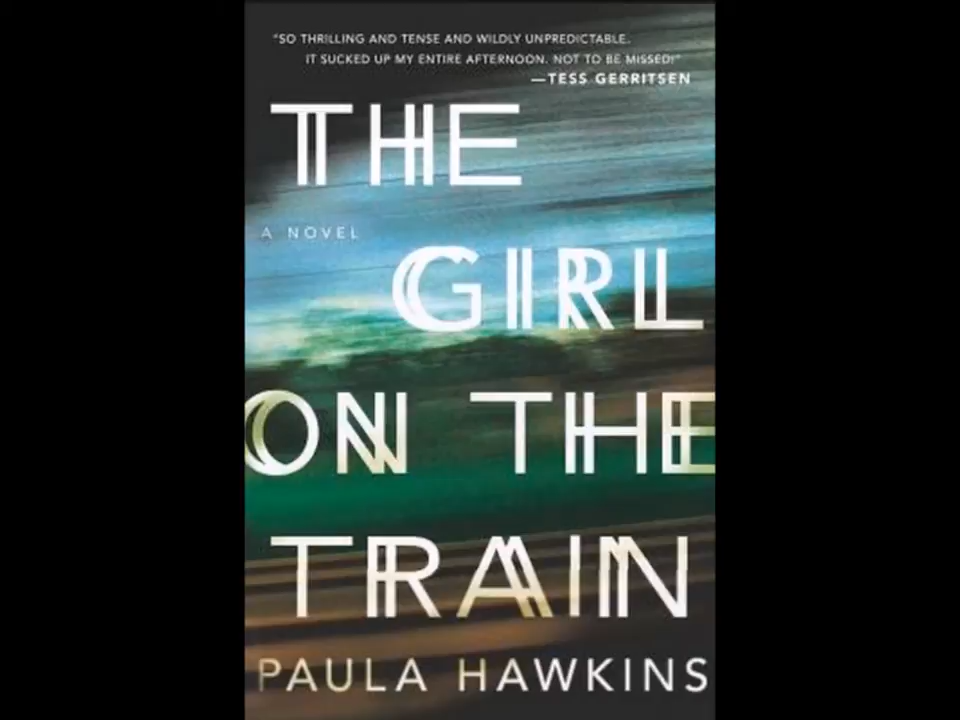 "SO THRILLING AND TENSE AND WILDLY UNPREDICTABLE.
IT SUCKED UP MY ENTIRE AFTERNOON. NOT TO BE MISSED!"
—TESS GERRITSEN
THE
A NOVEL
GIRL
ON THE
TRAIN
PAULA HAWKINS